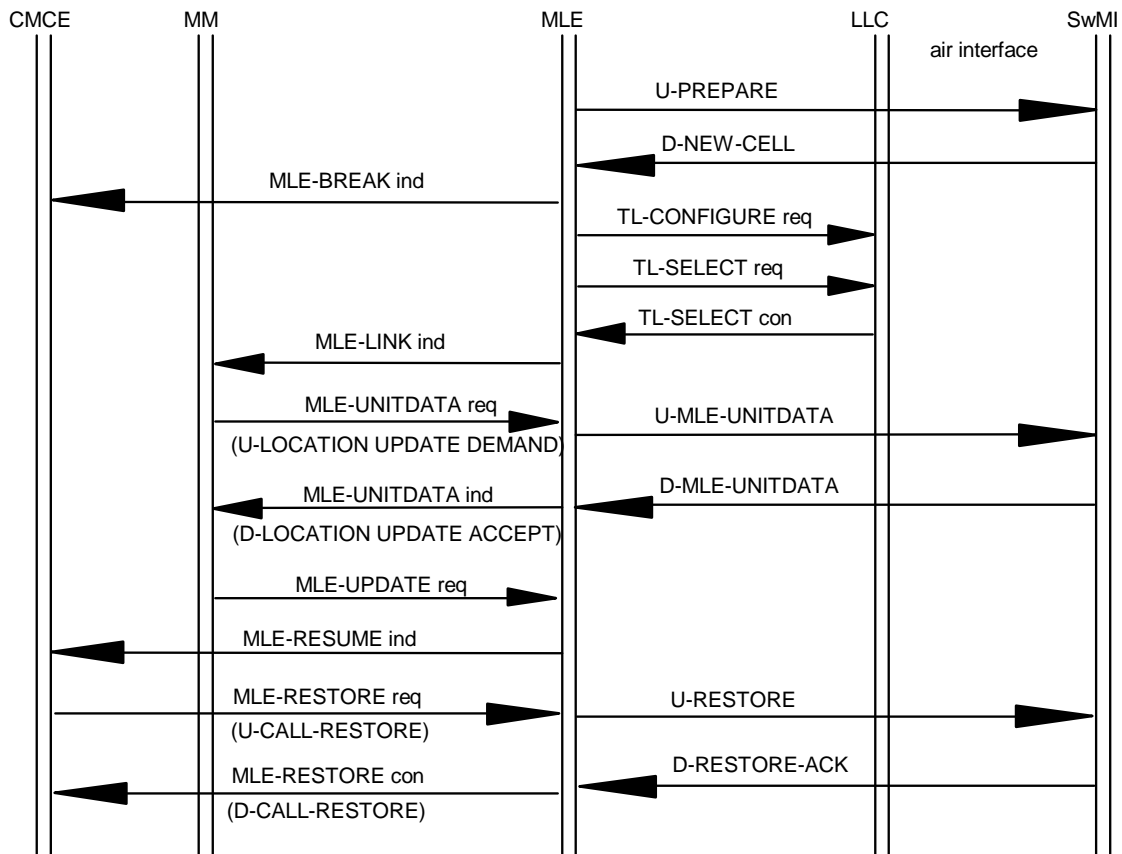 CMCE MM MLE LLC SwMI
air interface
U-PREPARE
D-NEW-CELL
MLE-BREAK ind
TL-CONFIGURE req
TL-SELECT req
TL-SELECT con
MLE-LINK ind
MLE-UNITDATA req
U-MLE-UNITDATA
(U-LOCATION UPDATE DEMAND)
D-MLE-UNITDATA
MLE-UNITDATA ind
(D-LOCATION UPDATE ACCEPT)
MLE-UPDATE req
MLE-RESUME ind
MLE-RESTORE req
U-RESTORE
(U-CALL-RESTORE)
D-RESTORE-ACK
MLE-RESTORE con
(D-CALL-RESTORE)